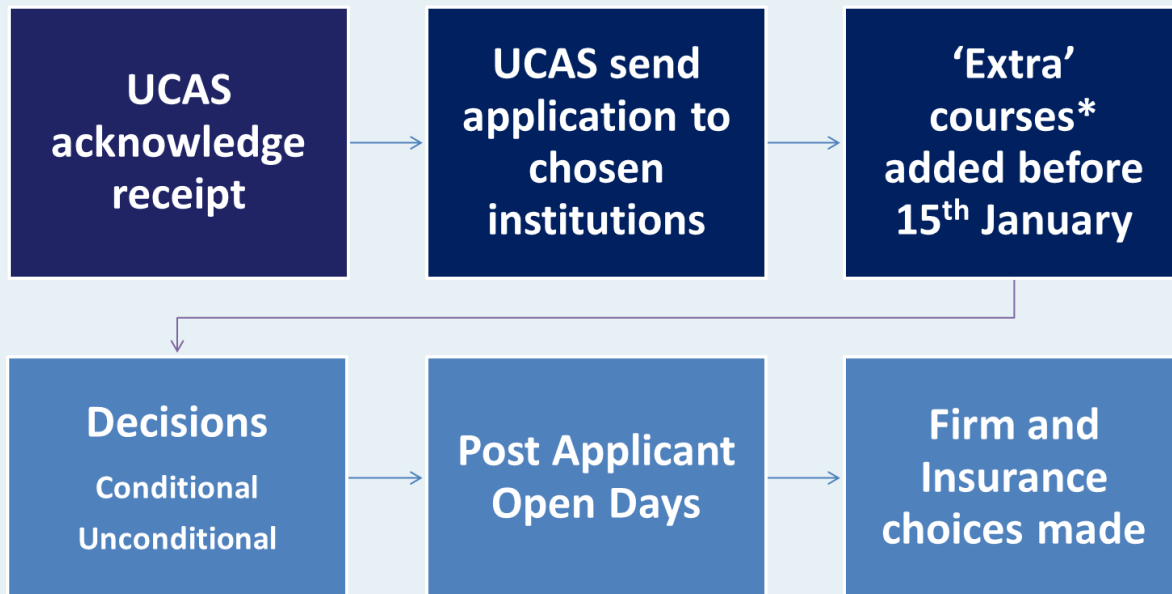 UCAS
acknowledge
receipt
UCAS send
application to
chosen
institutions
‘Extra’
courses*
added before
15th January
Decisions
Conditional
Unconditional
Post Applicant
Open Days
Firm and
Insurance
choices made